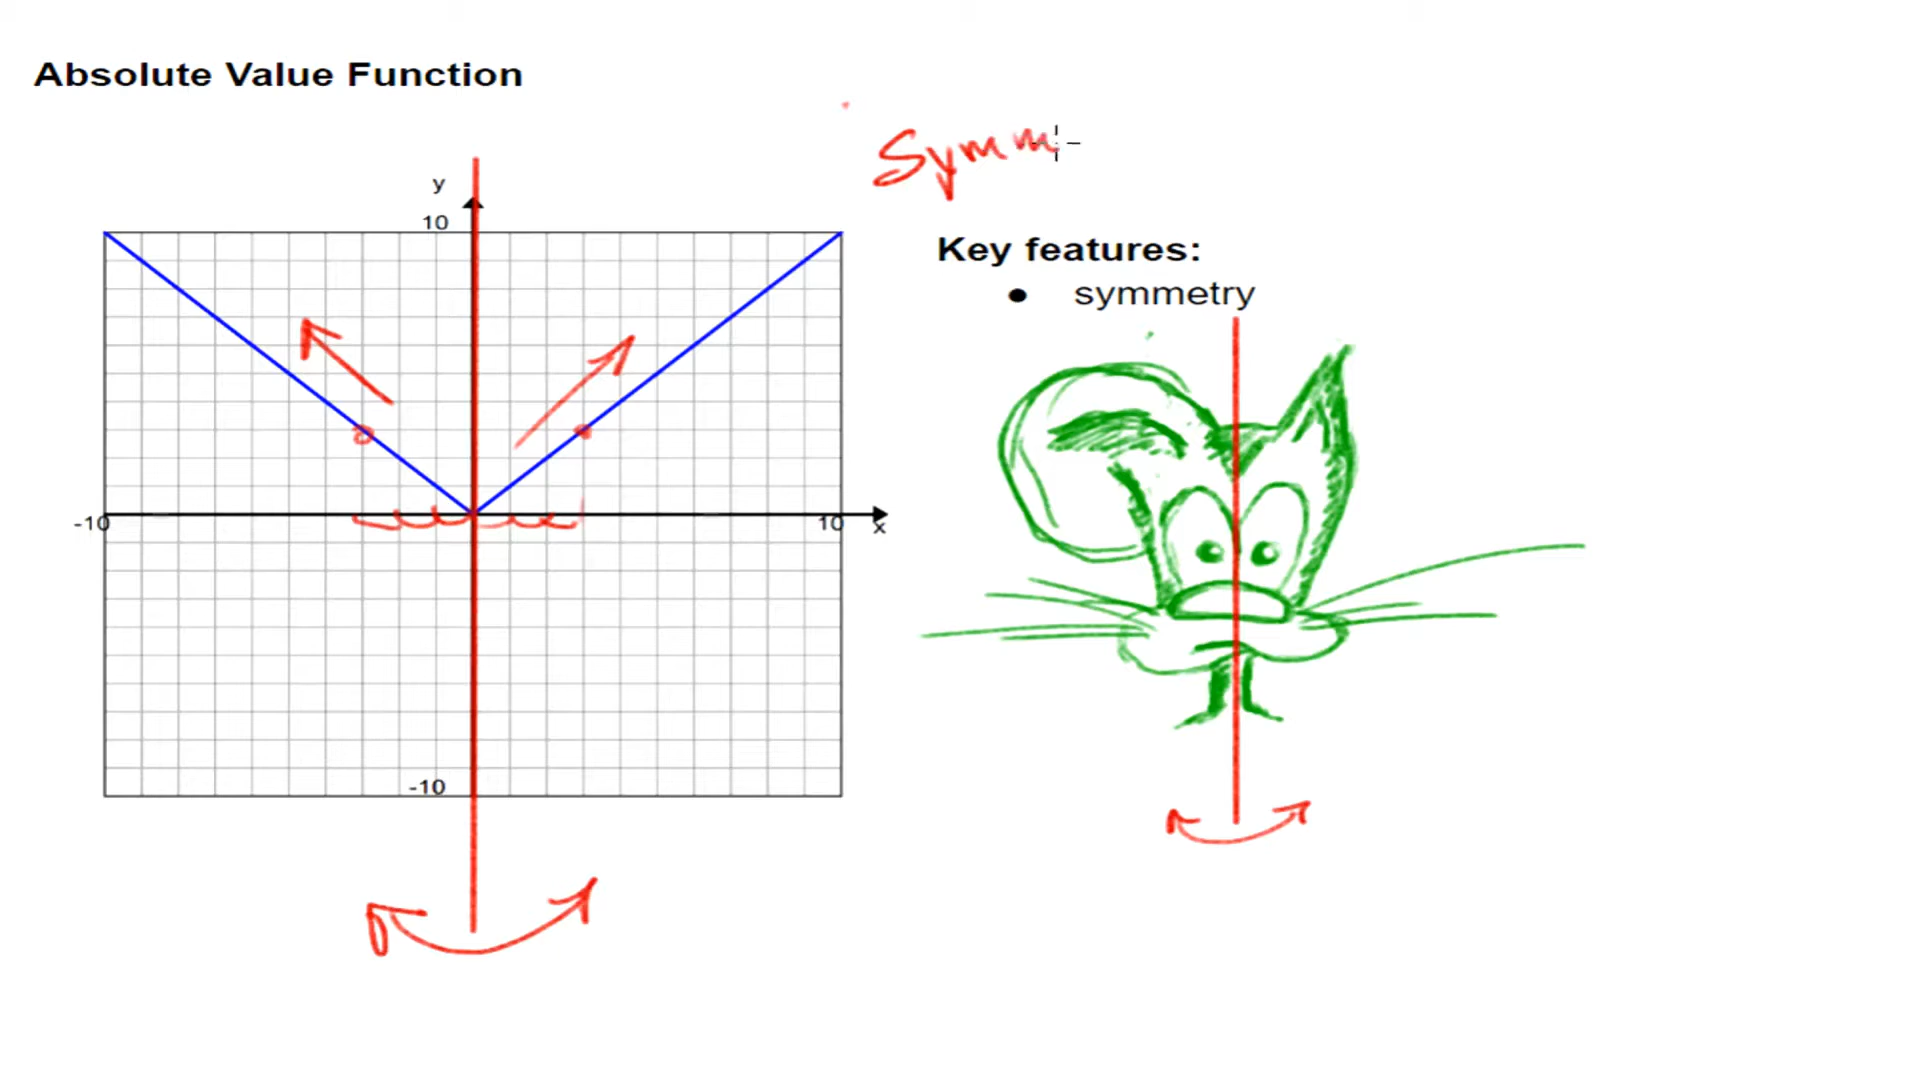 Absolute Value Function
Symm
y
10
Key features:
● symmetry
-10
10
x
-10